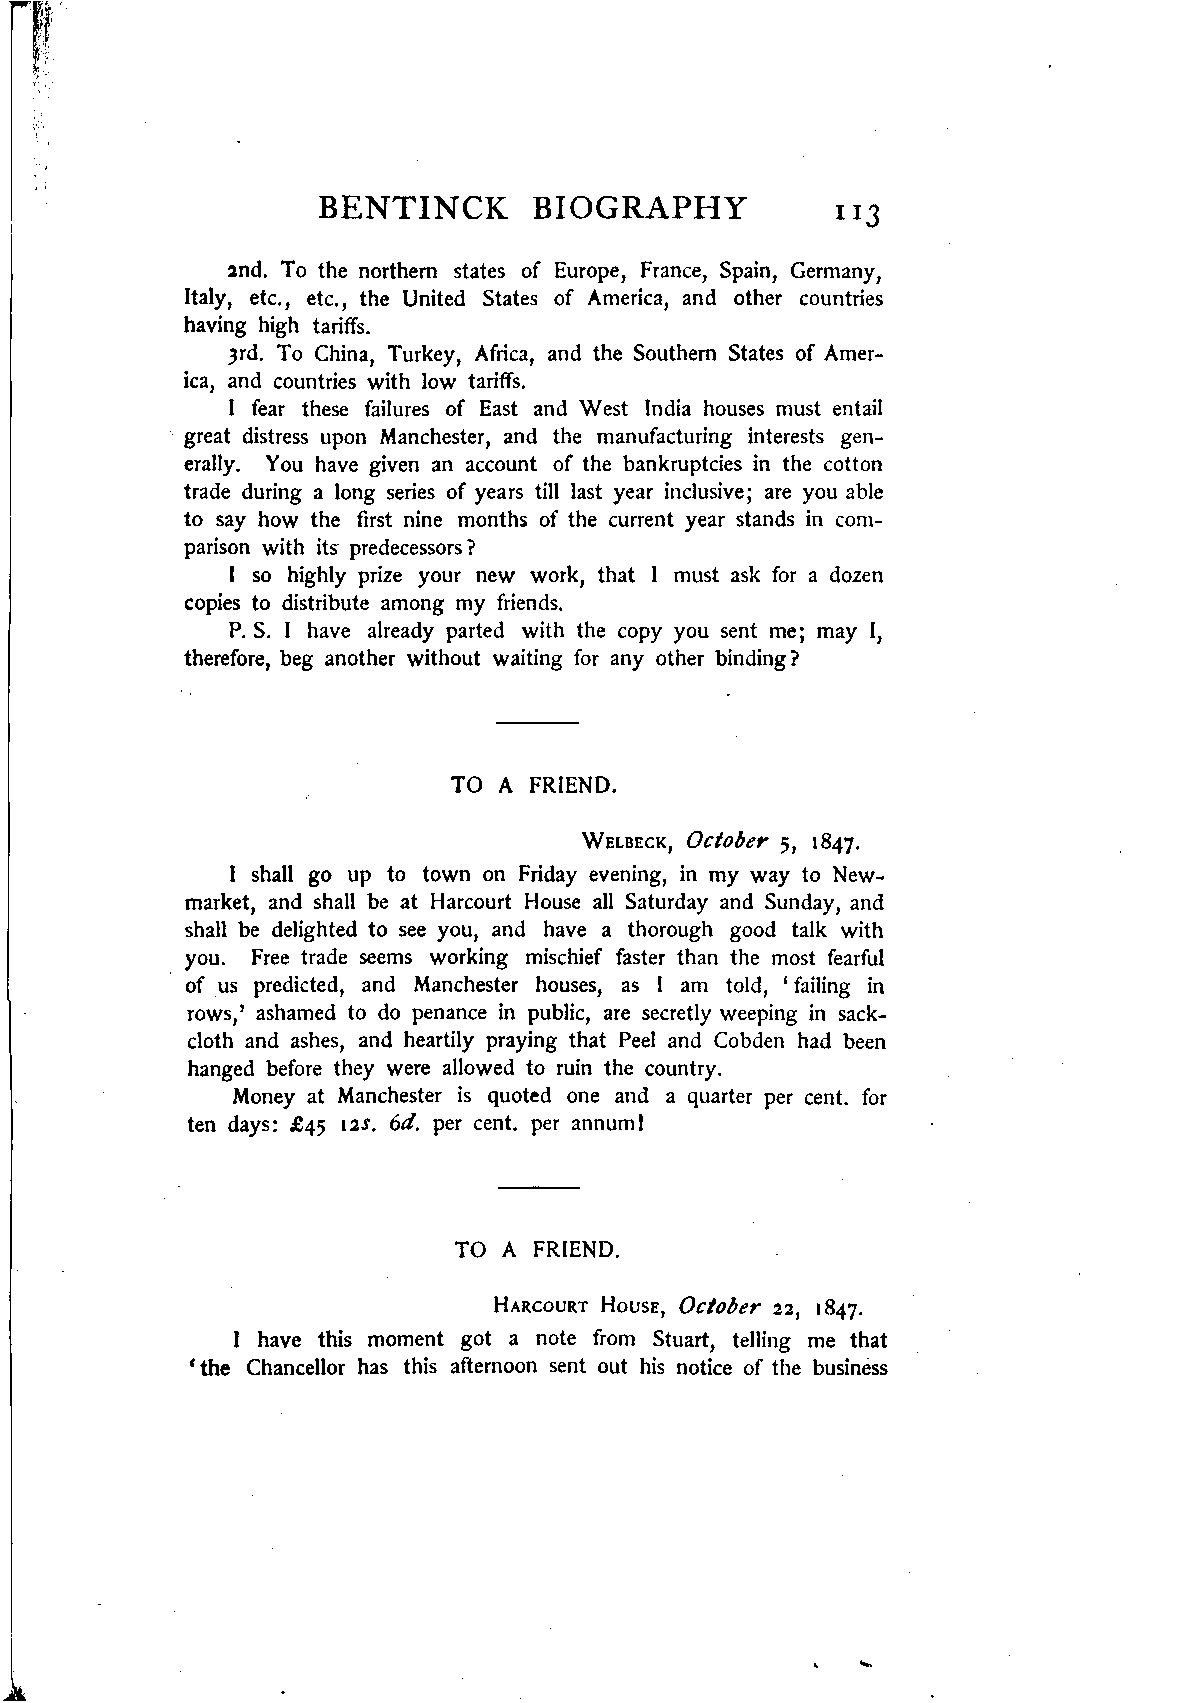 BENTINCK BIOGRAPHY 113
2nd. To the northern states of Europe, France, Spain, Germany,
Italy, etc., etc., the United States of America, and other countries
having high tariffs.
3rd. To China, Turkey, Africa, and the Southern States of Amer-
ica, and countries with low tariffs.
I fear these failures of East and West India houses must entail
great distress upon Manchester, and the manufacturing interests gen-
erally. You have given an account of the bankruptcies in the cotton
trade during a long series of years till last year inclusive; are you able
to say how the first nine months of the current year stands in com-
parison with its predecessors?
I so highly prize your new work, that I must ask for a dozen
copies to distribute among my friends.
P. S. I have already parted with the copy you sent me; may I,
therefore, beg another without waiting for any other binding?
TO A FRIEND.
WELBECK, October 5, 1847.
I shall go up to town on Friday evening, in my way to New-
market, and shall be at Harcourt House all Saturday and Sunday, and
shall be delighted to see you, and have a thorough good talk with
you. Free trade seems working mischief faster than the most fearful
of us predicted, and Manchester houses, as I am told, ‘failing in
rows,’ ashamed to do penance in public, are secretly weeping in sack-
cloth and ashes, and heartily praying that Peel and Cobden had been
hanged before they were allowed to ruin the country.
Money at Manchester is quoted one and a quarter per cent. for
ten days: £45 12s. 6d. per cent. per annum!
TO A FRIEND.
HARCOURT HOUSE, October 22, 1847.
I have this moment got a note from Stuart, telling me that
‘the Chancellor has this afternoon sent out his notice of the business